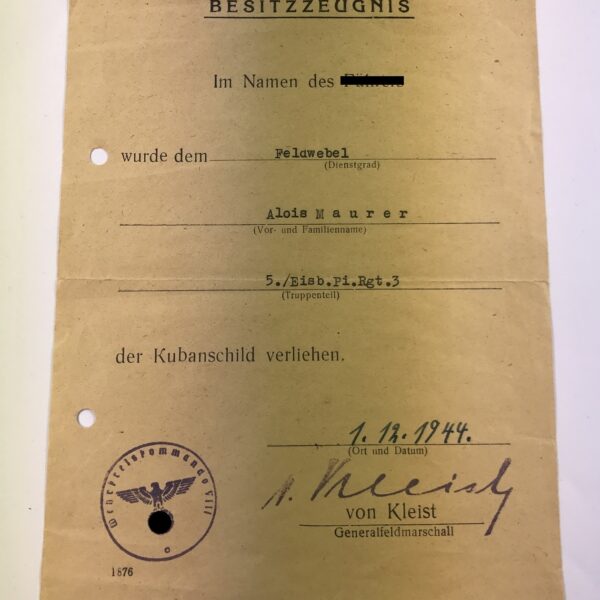 BESITZZEUGNIS
Im Namen des
wurde dem Feldwebel
(Dienstgrad)
Alois Maurer
(Vor- und Familienname)
5./Eisb.Pi.Rgt.3
(Truppenteil)
der Kubanschild verliehen.
1.12.1944.
(Ort und Datum)
v. Kleist
von Kleist
Generalfeldmarschall
Wehrkreiskommando VIII
1876